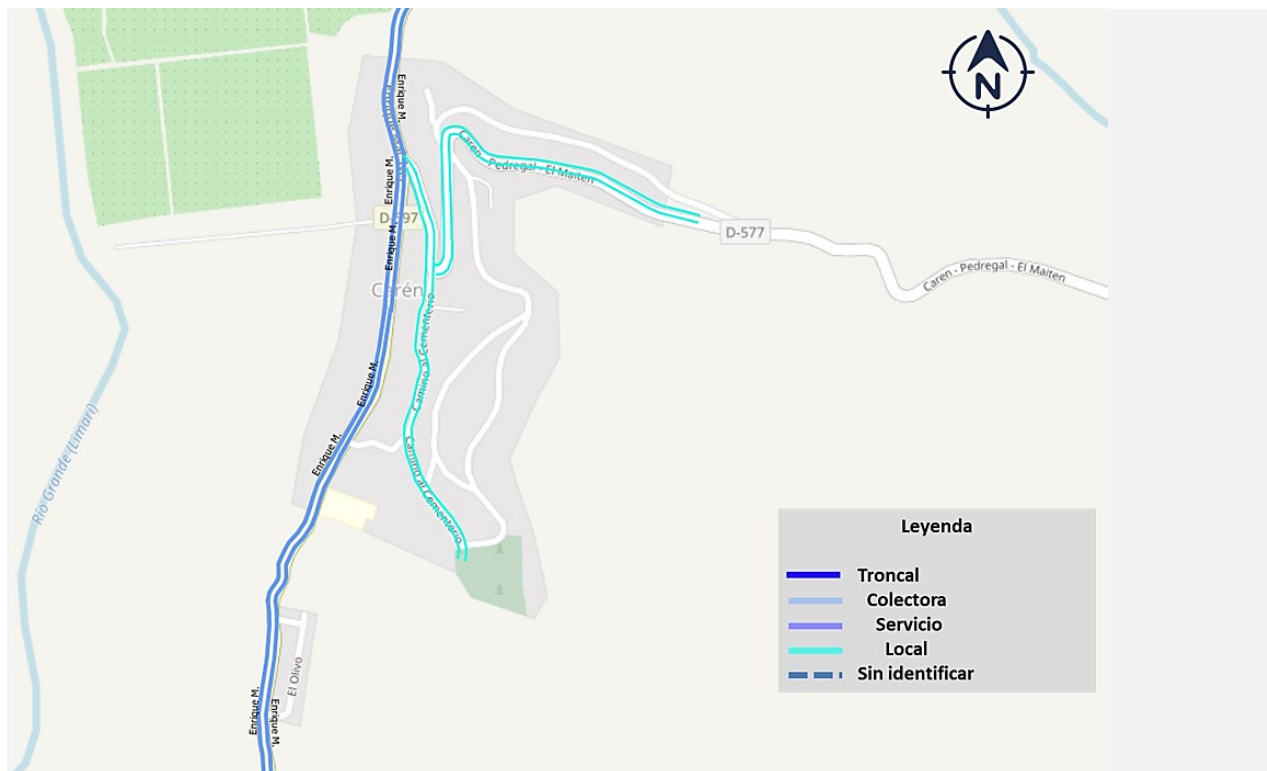 N
Enrique M.
Enrique M.
Caren - Pedregal - El Maiten
D-597
Enrique M.
D-577
Caren - Pedregal - El Maiten
Carén
Camino al Cementerio
Enrique M.
Río Grande (Limarí)
Enrique M.
Camino al Cementerio
El Olivo
Enrique M.
Enrique M.
Leyenda
Troncal
Colectora
Servicio
Local
Sin identificar